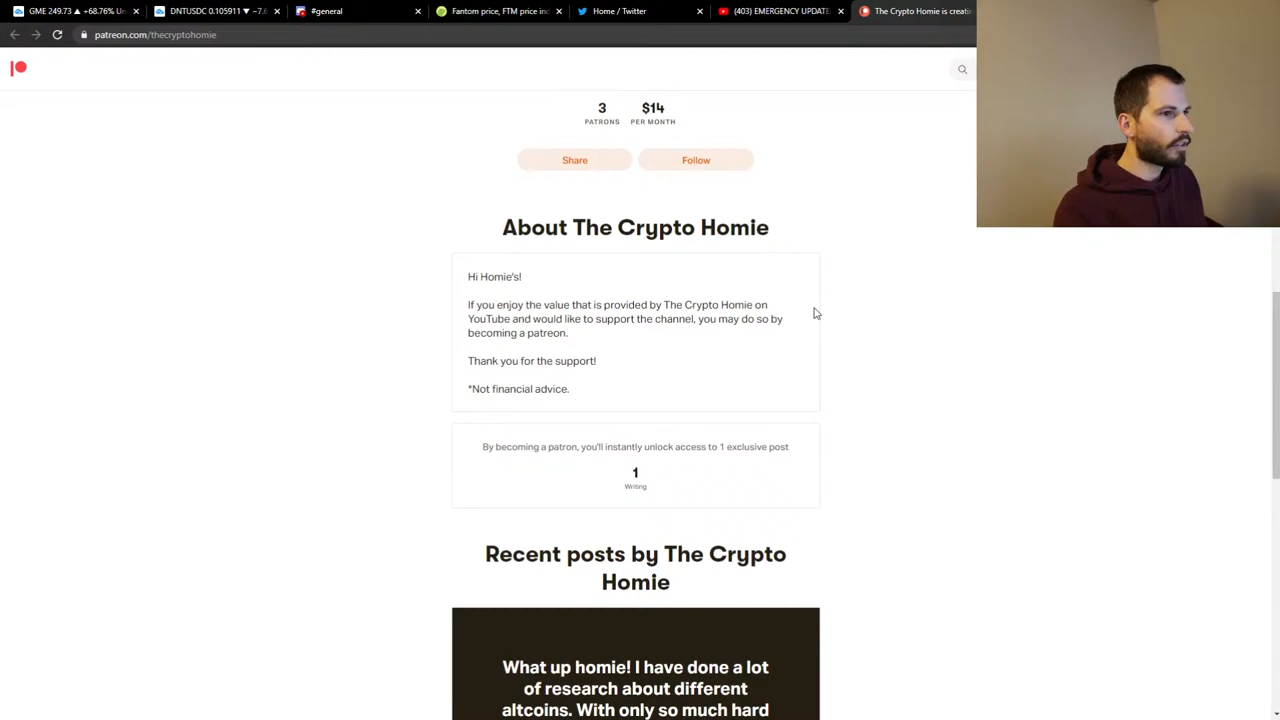 GME 249.73 ▲ +68.76% Un
DNTUSDC 0.105911 ▼ −7.6
#general
Fantom price, FTM price ind
Home / Twitter
(403) EMERGENCY UPDATE:
The Crypto Homie is creatin
patreon.com/thecryptohomie
3
PATRONS
$14
PER MONTH
Share
Follow
About The Crypto Homie
Hi Homie's!
If you enjoy the value that is provided by The Crypto Homie on
YouTube and would like to support the channel, you may do so by
becoming a patreon.
Thank you for the support!
*Not financial advice.
By becoming a patron, you'll instantly unlock access to 1 exclusive post
1
Writing
Recent posts by The Crypto
Homie
What up homie! I have done a lot
of research about different
altcoins. With only so much hard